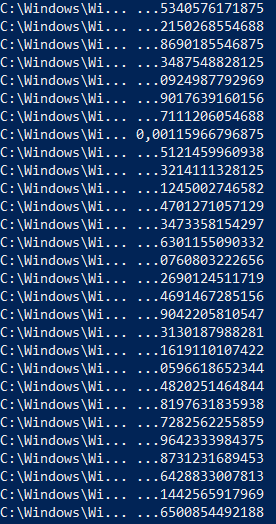 C:\Windows\Wi... ...5340576171875
C:\Windows\Wi... ...2150268554688
C:\Windows\Wi... ...8690185546875
C:\Windows\Wi... ...3487548828125
C:\Windows\Wi... ...0924987792969
C:\Windows\Wi... ...9017639160156
C:\Windows\Wi... ...7111206054688
C:\Windows\Wi... 0,00115966796875
C:\Windows\Wi... ...5121459960938
C:\Windows\Wi... ...3214111328125
C:\Windows\Wi... ...1245002746582
C:\Windows\Wi... ...4701271057129
C:\Windows\Wi... ...3473358154297
C:\Windows\Wi... ...6301155090332
C:\Windows\Wi... ...0760803222656
C:\Windows\Wi... ...2690124511719
C:\Windows\Wi... ...4691467285156
C:\Windows\Wi... ...9042205810547
C:\Windows\Wi... ...3130187988281
C:\Windows\Wi... ...1619110107422
C:\Windows\Wi... ...0596618652344
C:\Windows\Wi... ...4820251464844
C:\Windows\Wi... ...8197631835938
C:\Windows\Wi... ...7282562255859
C:\Windows\Wi... ...9642333984375
C:\Windows\Wi... ...8731231689453
C:\Windows\Wi... ...6428833007813
C:\Windows\Wi... ...1442565917969
C:\Windows\Wi... ...6500854492188